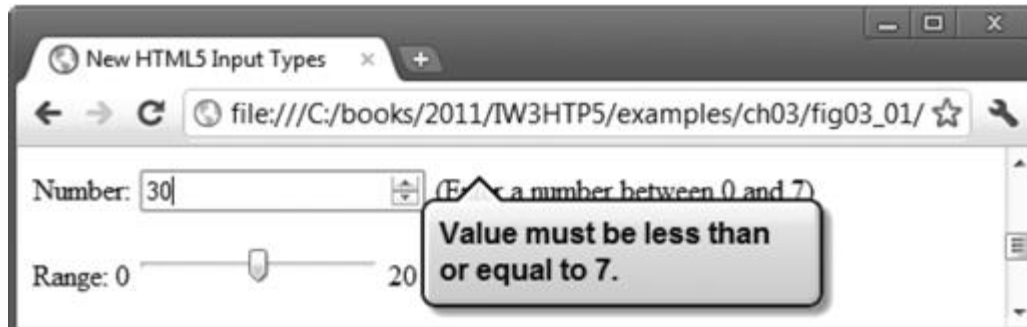 New HTML5 Input Types
file:///C:/books/2011/IW3HTP5/examples/ch03/fig03_01/
Number: 30 a number between 0 and 7)
Value must be less than
or equal to 7.
Range: 0 20